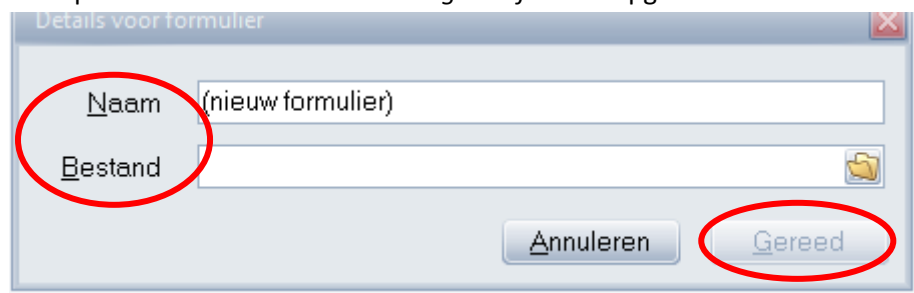 Details voor formulier
Naam (nieuw formulier)
Bestand
Annuleren Gereed